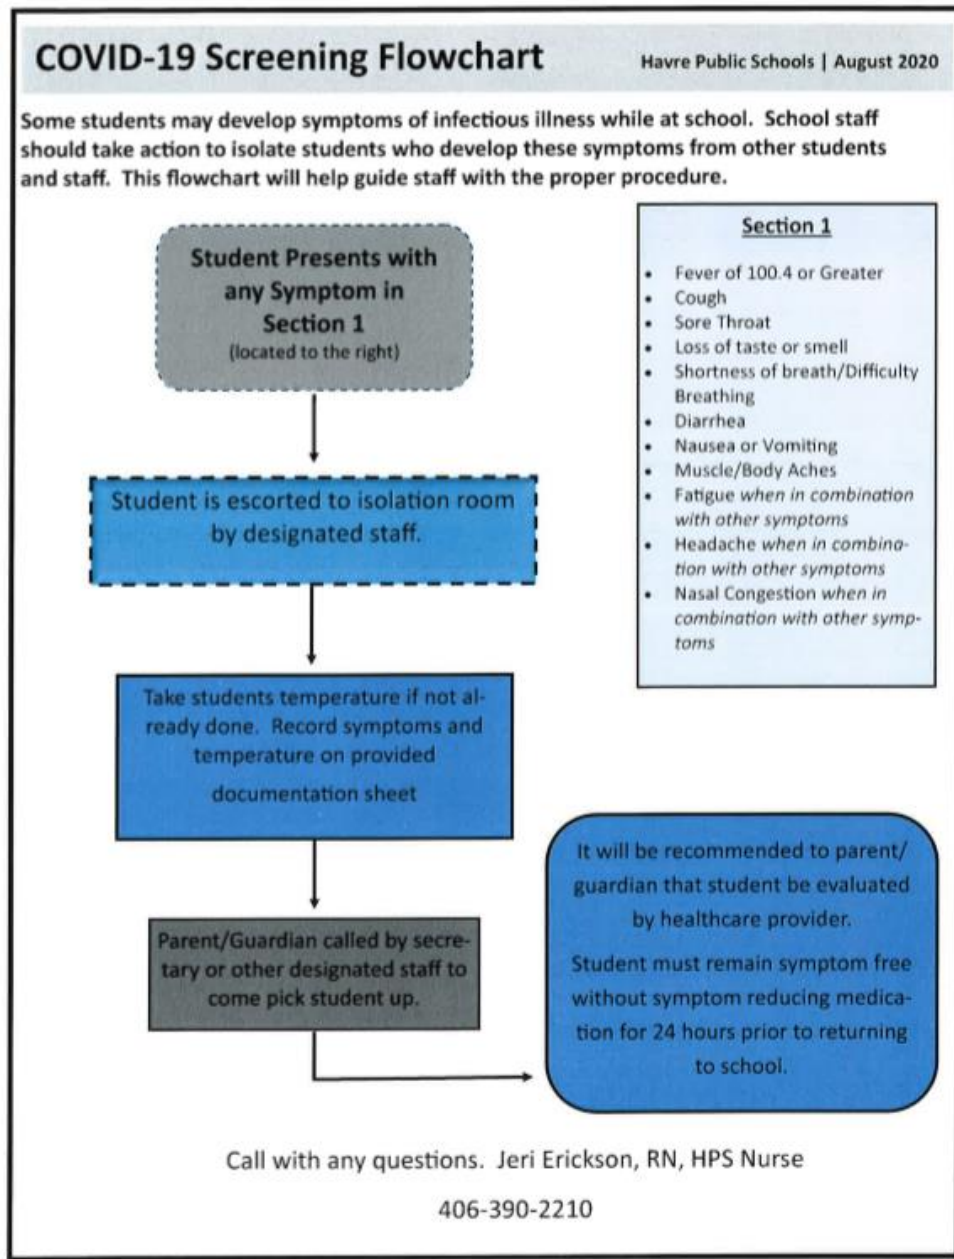 COVID-19 Screening Flowchart
Havre Public Schools | August 2020
Some students may develop symptoms of infectious illness while at school. School staff
should take action to isolate students who develop these symptoms from other students
and staff. This flowchart will help guide staff with the proper procedure.
Student Presents with
any Symptom in
Section 1
(located to the right)
Section 1
• Fever of 100.4 or Greater
• Cough
• Sore Throat
• Loss of taste or smell
• Shortness of breath/Difficulty
Breathing
• Diarrhea
• Nausea or Vomiting
• Muscle/Body Aches
• Fatigue when in combination
with other symptoms
• Headache when in combina-
tion with other symptoms
• Nasal Congestion when in
combination with other symp-
toms
Student is escorted to isolation room
by designated staff.
Take students temperature if not al-
ready done. Record symptoms and
temperature on provided
documentation sheet
Parent/Guardian called by secre-
tary or other designated staff to
come pick student up.
It will be recommended to parent/
guardian that student be evaluated
by healthcare provider.
Student must remain symptom free
without symptom reducing medica-
tion for 24 hours prior to returning
to school.
Call with any questions. Jeri Erickson, RN, HPS Nurse
406-390-2210